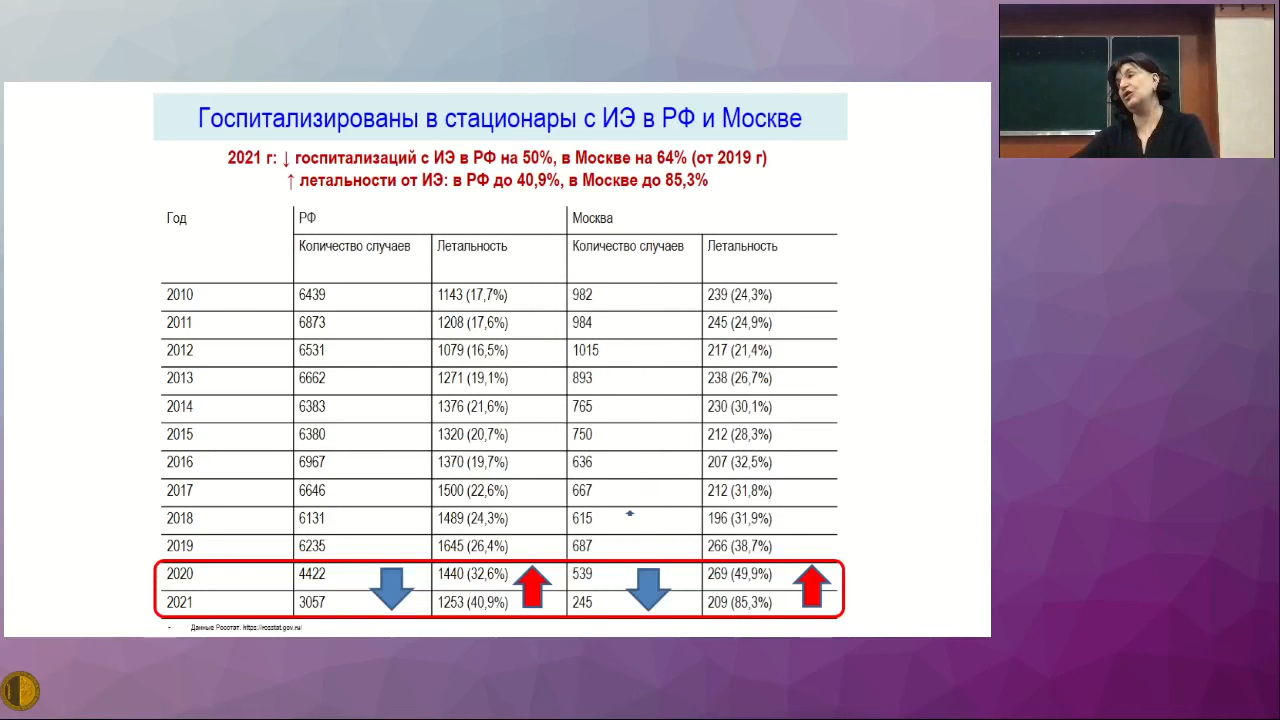 Госпитализированы в стационары с ИЭ в РФ и Москве
2021 г: ↓ госпитализаций с ИЭ в РФ на 50%, в Москве на 64% (от 2019 г)
↑ летальности от ИЭ: в РФ до 40,9%, в Москве до 85,3%
Год РФ Москва
Количество случаев Летальность Количество случаев Летальность
2010 6439 1143 (17,7%) 982 239 (24,3%)
2011 6873 1208 (17,6%) 984 245 (24,9%)
2012 6531 1079 (16,5%) 1015 217 (21,4%)
2013 6662 1271 (19,1%) 893 238 (26,7%)
2014 6383 1376 (21,6%) 765 230 (30,1%)
2015 6380 1320 (20,7%) 750 212 (28,3%)
2016 6967 1370 (19,7%) 636 207 (32,5%)
2017 6646 1500 (22,6%) 667 212 (31,8%)
2018 6131 1489 (24,3%) 615 196 (31,9%)
2019 6235 1645 (26,4%) 687 266 (38,7%)
2020 4422 1440 (32,6%) 539 269 (49,9%)
2021 3057 1253 (40,9%) 245 209 (85,3%)
- Данные Росстат. https://rosstat.gov.ru/